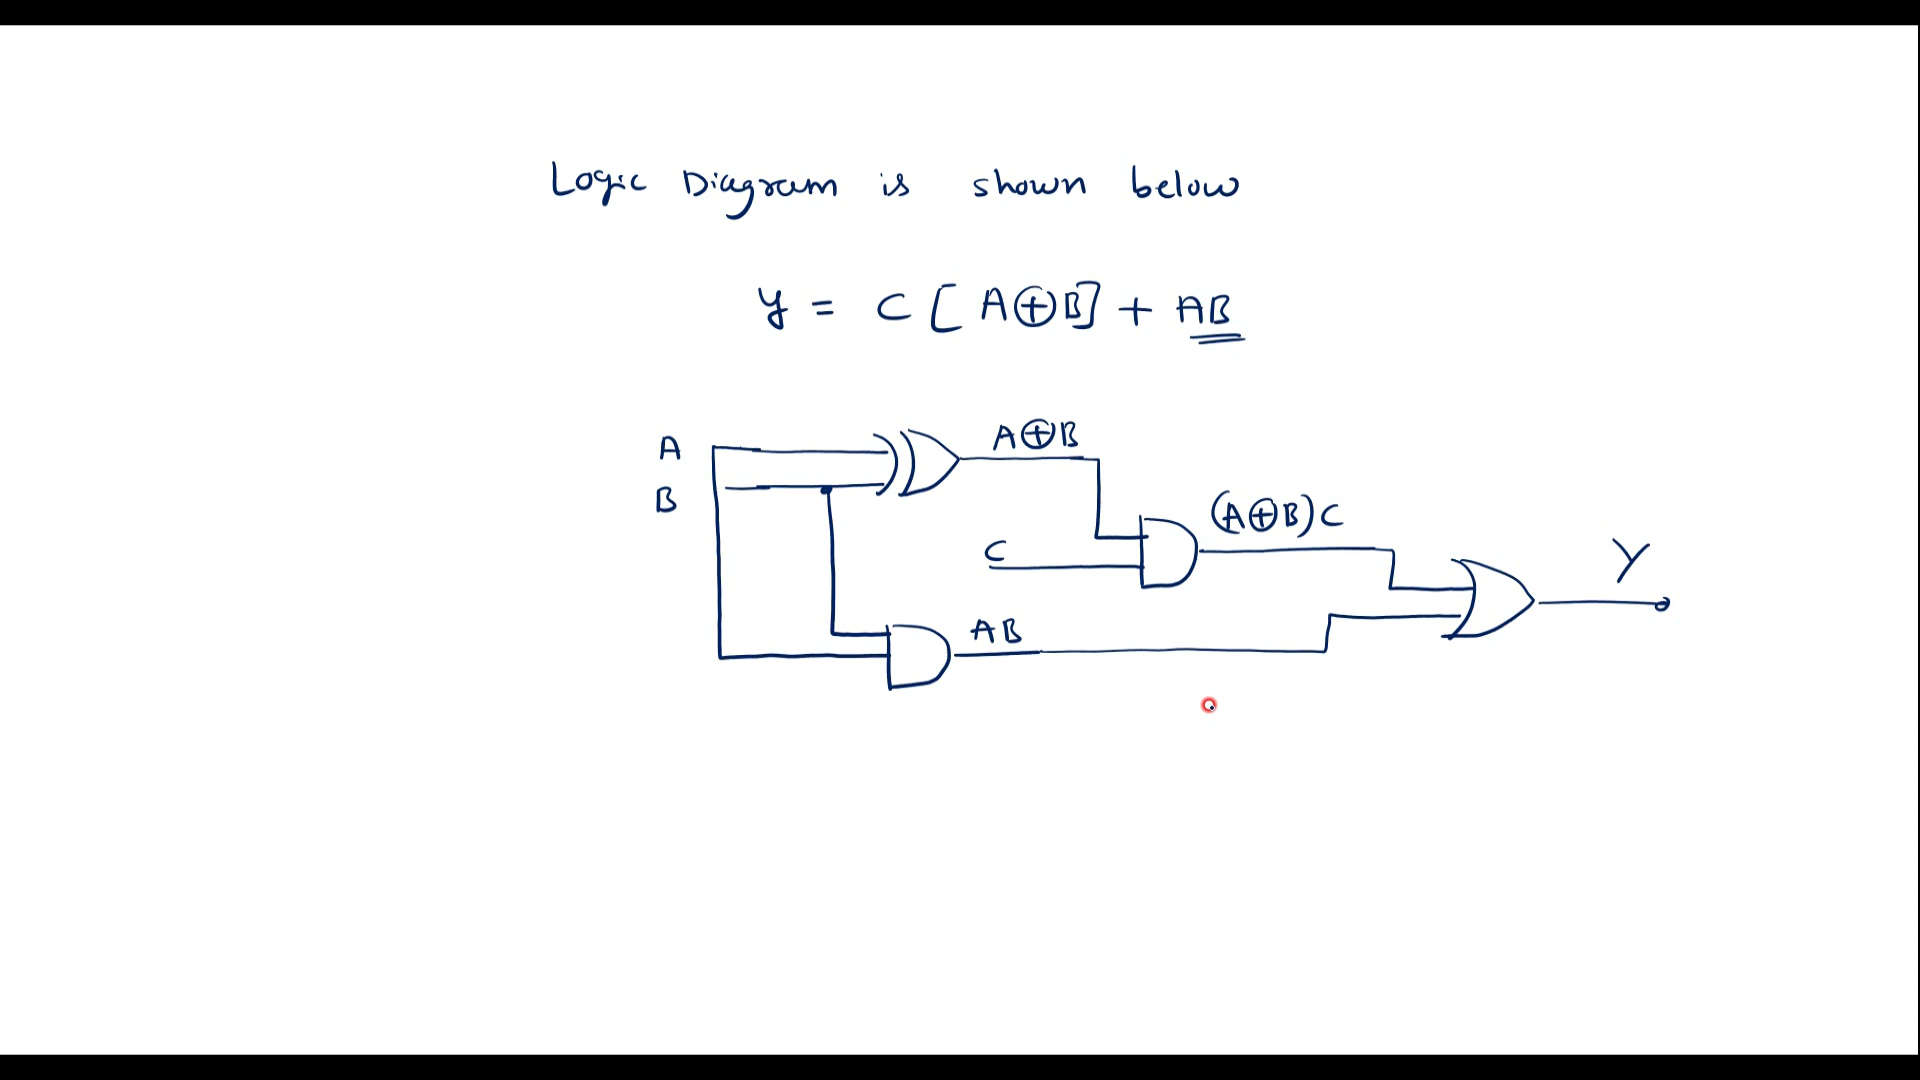 Logic Diagram is shown below
y = C [ A⊕B] + AB
A
B
A⊕B
C
(A⊕B)C
AB
Y